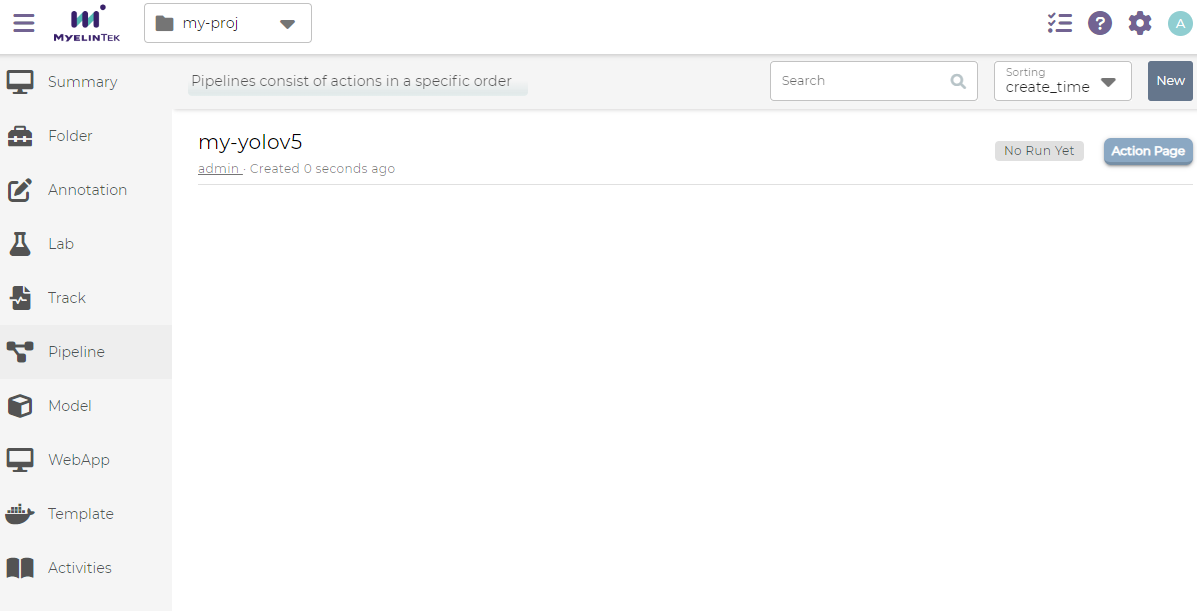 MYELINTEK
my-proj
?
A
Summary
Folder
Annotation
Lab
Track
Pipeline
Model
WebApp
Template
Activities
Pipelines consist of actions in a specific order
Search
Sorting
create_time
New
my-yolov5
admin · Created 0 seconds ago
No Run Yet
Action Page